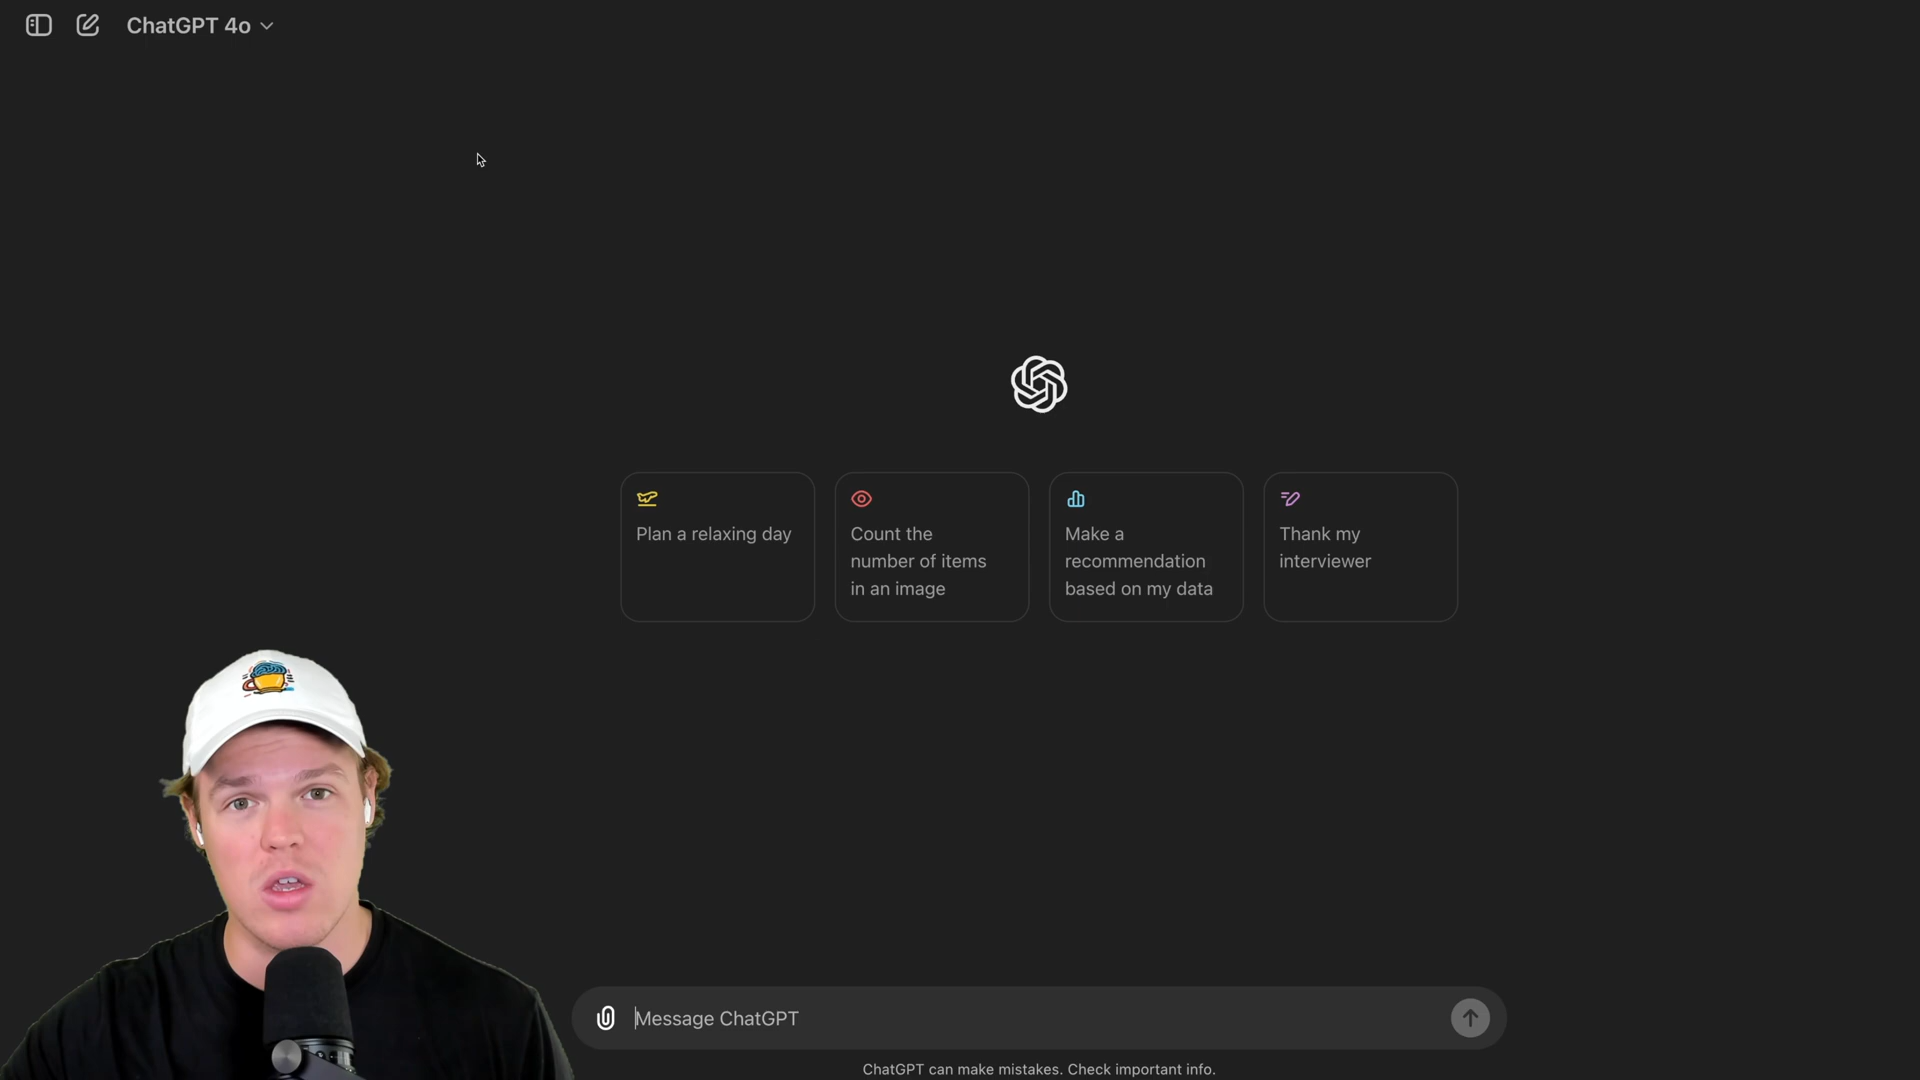 ChatGPT 4o
Plan a relaxing day
Count the
number of items
in an image
Make a
recommendation
based on my data
Thank my
interviewer
Message ChatGPT
ChatGPT can make mistakes. Check important info.